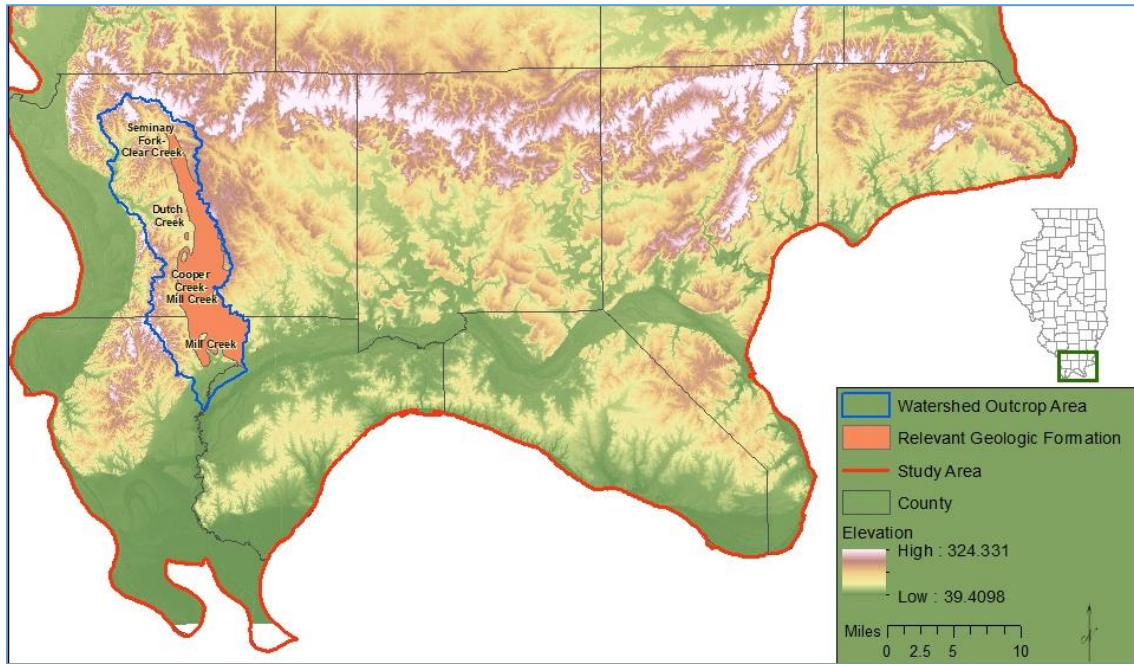 Seminary
Fork-
Clear Creek
Dutch
Creek
Cooper
Creek-
Mill Creek
Mill Creek
Watershed Outcrop Area
Relevant Geologic Formation
Study Area
County
Elevation
High : 324.331
Low : 39.4098
Miles
0 2.5 5 10
N